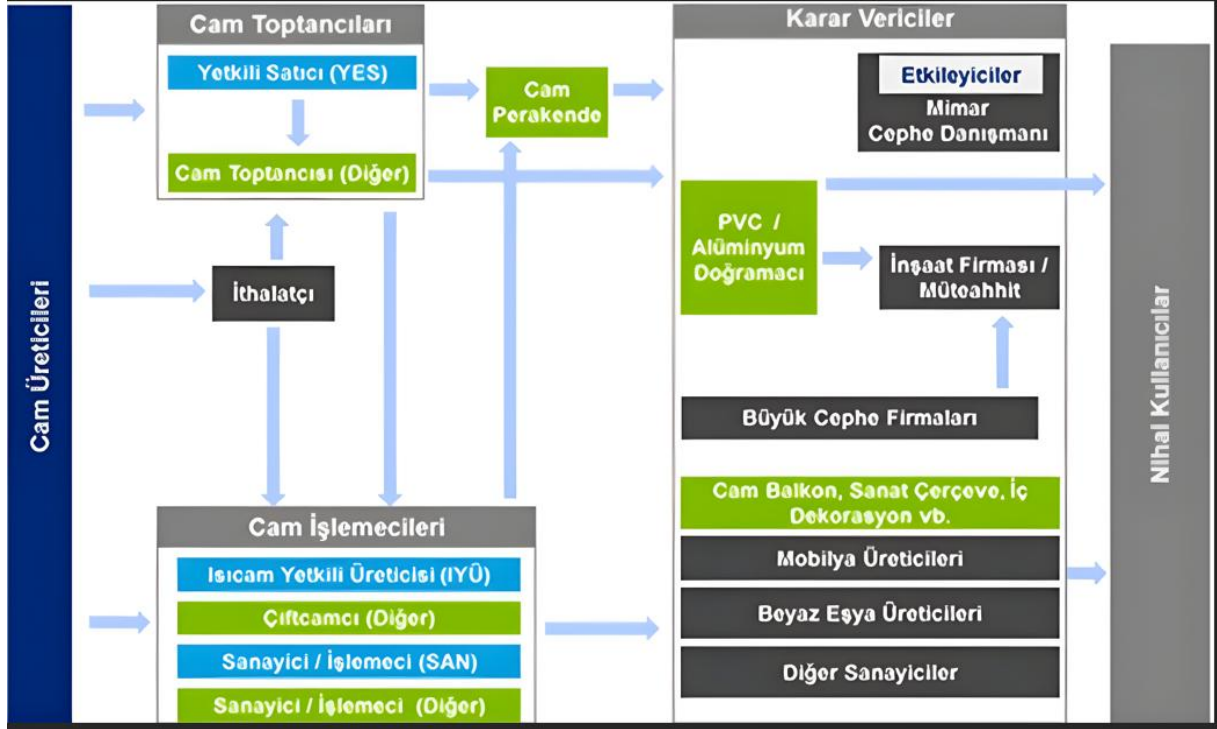 Cam Üreticileri
Cam Toptancıları
Yetkili Satıcı (YES)
Cam Toptancısı (Diğer)
İthalatçı
Cam İşlemecileri
Isıcam Yetkili Üreticisi (IYÜ)
Çiftcamcı (Diğer)
Sanayici / İşlemeci (SAN)
Sanayici / İşlemeci (Diğer)
Cam
Perakende
Karar Vericiler
Etkileyiciler
Mimar
Cephe Danışmanı
PVC /
Alüminyum
Doğramacı
İnşaat Firması /
Müteahhit
Büyük Cephe Firmaları
Cam Balkon, Sanat Çerçeve, İç
Dekorasyon vb.
Mobilya Üreticileri
Beyaz Eşya Üreticileri
Diğer Sanayiciler
Nihai Kullanıcılar